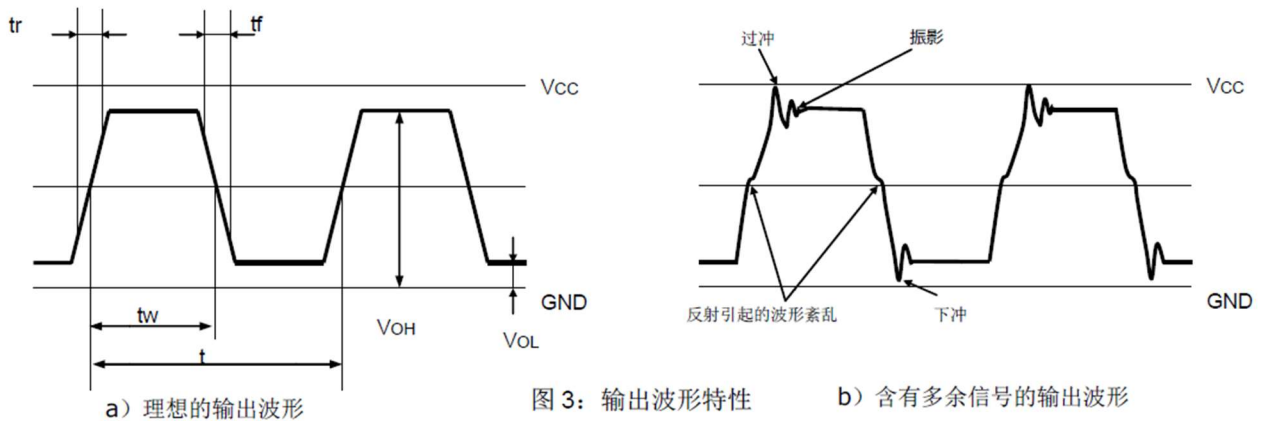 tr
tf
Vcc
GND
tw
t
VOH
VOL
a）理想的输出波形
图 3：输出波形特性
过冲
振影
Vcc
GND
反射引起的波形紊乱
下冲
b）含有多余信号的输出波形